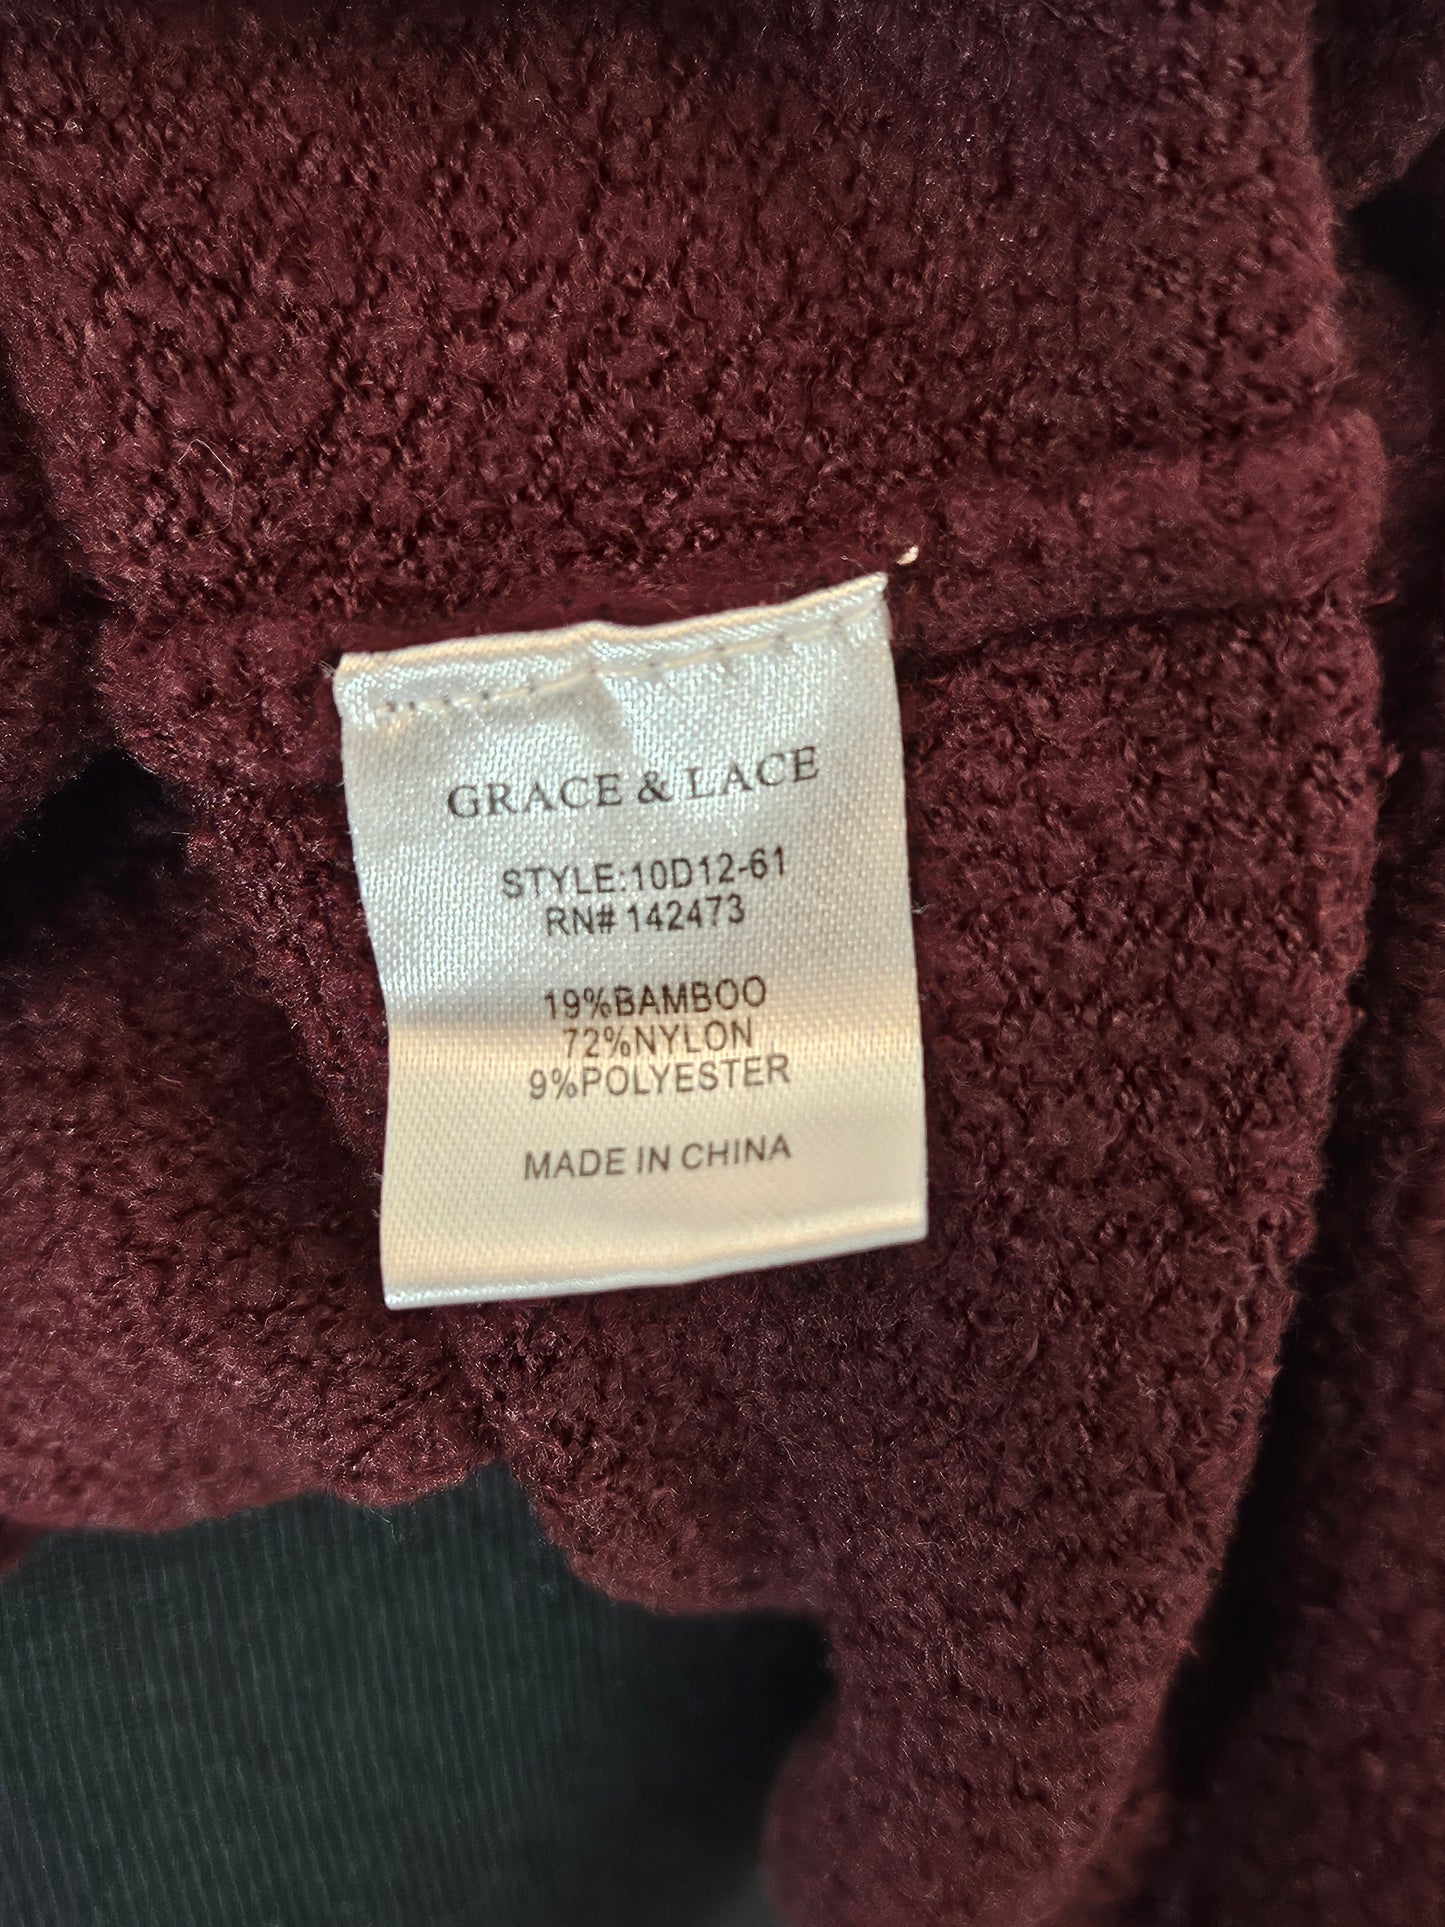 GRACE & LACE
STYLE:10D12-61
RN# 142473
19%BAMBOO
72%NYLON
9%POLYESTER
MADE IN CHINA